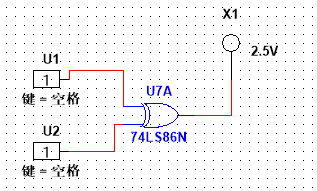 X1
2.5V
U1
1
键 = 空格
U7A
74LS86N
U2
1
键 = 空格